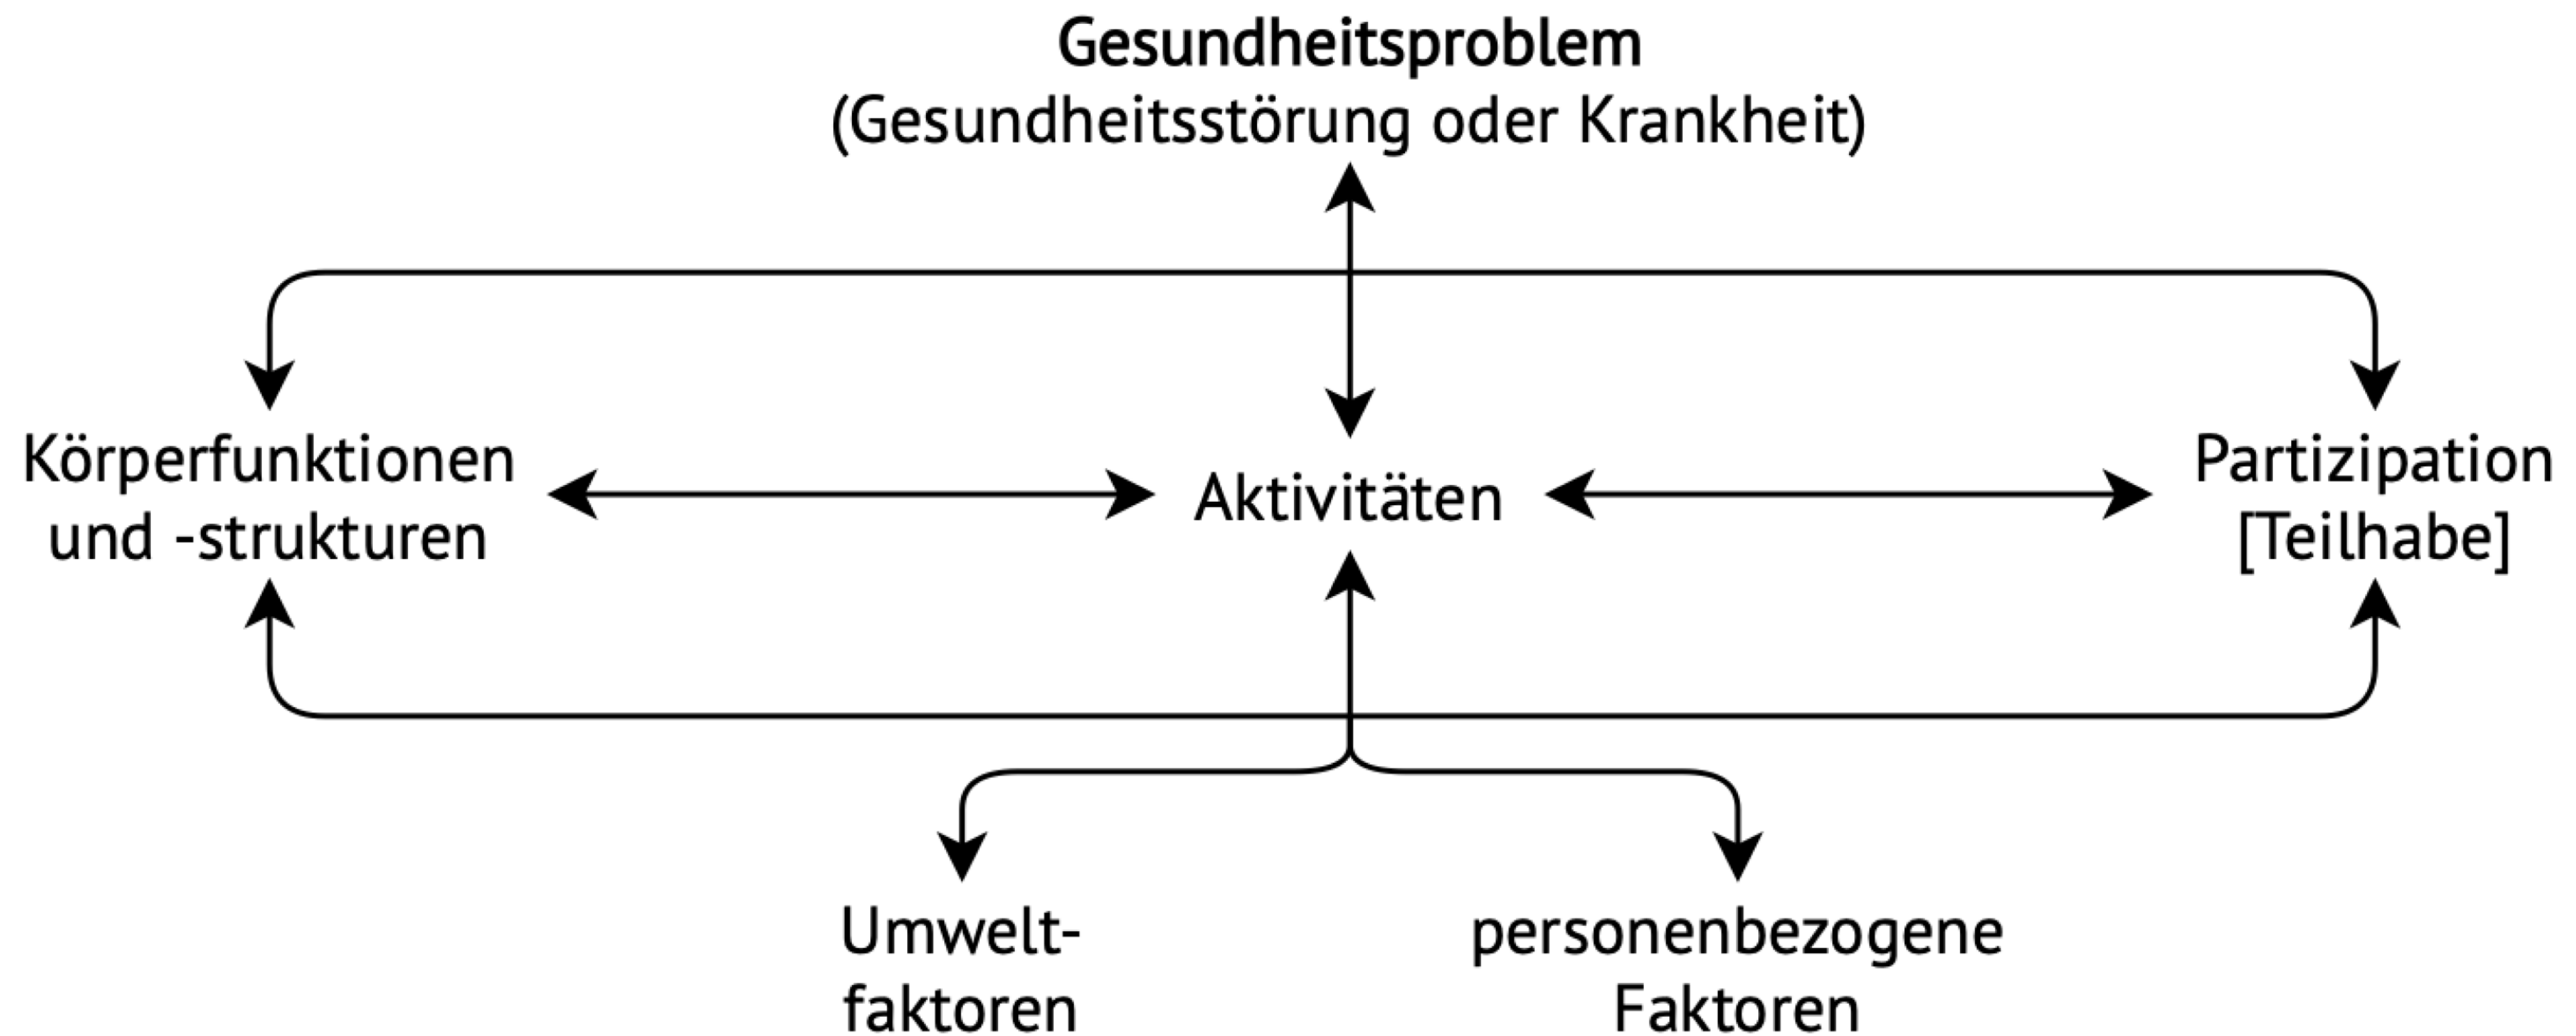 Gesundheitsproblem
(Gesundheitsstörung oder Krankheit)
Körperfunktionen
und -strukturen
Aktivitäten
Partizipation
[Teilhabe]
Umwelt-
faktoren
personenbezogene
Faktoren